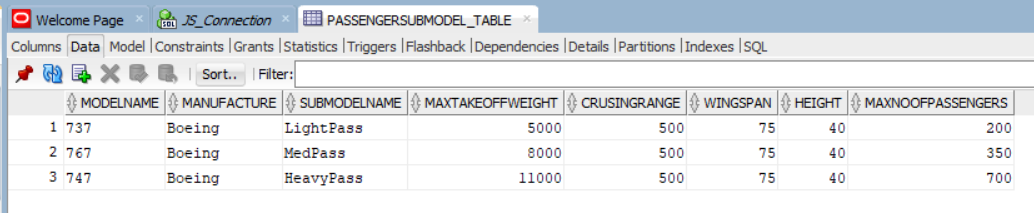 Welcome Page JS_Connection PASSENGERSUBMODEL_TABLE
Columns Data Model Constraints Grants Statistics Triggers Flashback Dependencies Details Partitions Indexes SQL
Sort.. Filter:
MODELNAME MANUFACTURE SUBMODELNAME MAXTAKEOFFWEIGHT CRUSINGRANGE WINGSPAN HEIGHT MAXNOOFPASSENGERS
1 737 Boeing LightPass 5000 500 75 40 200
2 767 Boeing MedPass 8000 500 75 40 350
3 747 Boeing HeavyPass 11000 500 75 40 700